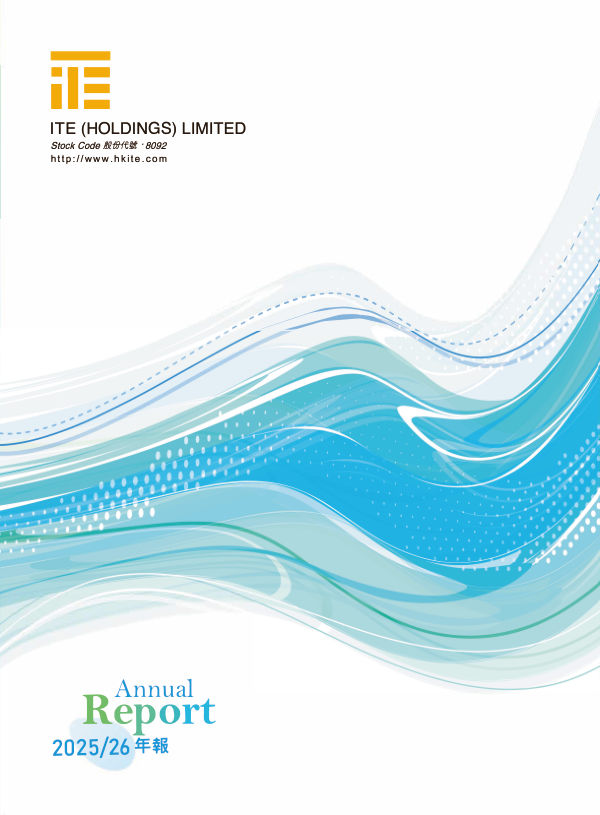 ITE (HOLDINGS) LIMITED
Stock Code 股份代號 · 8092
http://www.hkite.com
Annual
Report
2025/26 年報